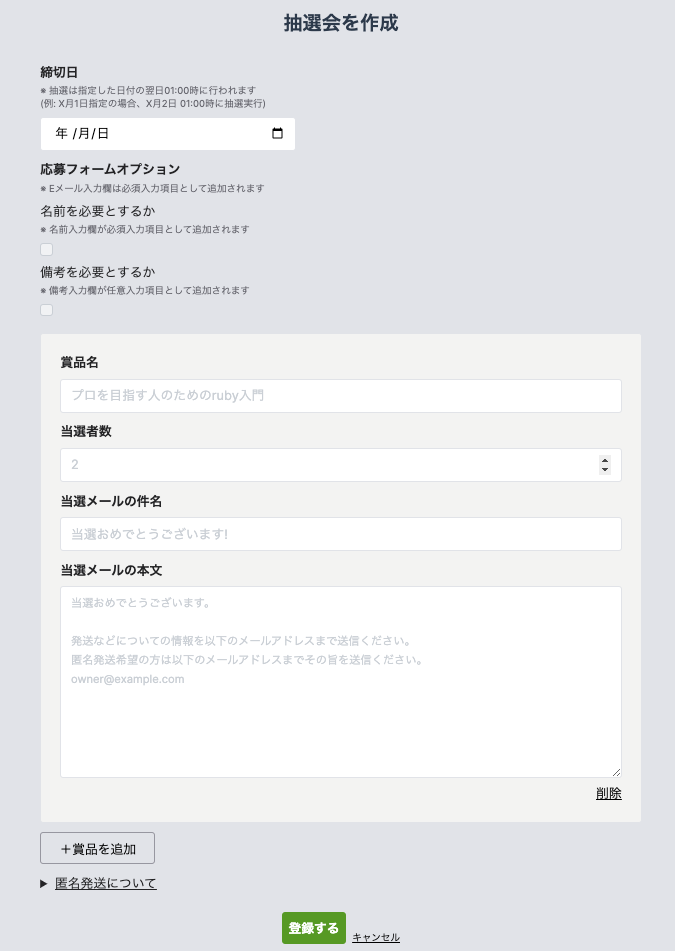 抽選会を作成
締切日
※ 抽選は指定した日付の翌日01:00時に行われます
(例: X月1日指定の場合、X月2日 01:00時に抽選実行)
年 /月/日
応募フォームオプション
※ Eメール入力欄は必須入力項目として追加されます
名前を必要とするか
※ 名前入力欄が必須入力項目として追加されます
備考を必要とするか
※ 備考入力欄が任意入力項目として追加されます
賞品名
プロを目指す人のためのruby入門
当選者数
2
当選メールの件名
当選おめでとうございます!
当選メールの本文
当選おめでとうございます。
発送などについての情報を以下のメールアドレスまで送信ください。
匿名発送希望の方は以下のメールアドレスまでその旨を送信ください。
owner@example.com
削除
＋賞品を追加
匿名発送について
登録する キャンセル